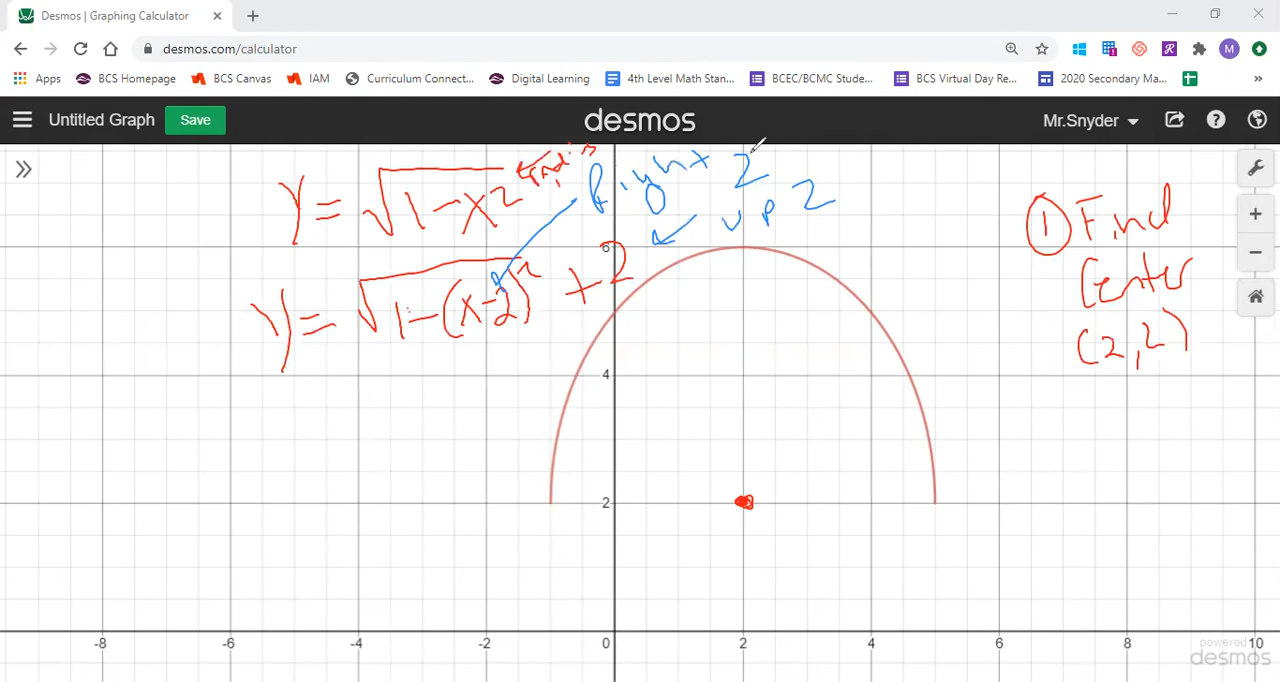 Desmos | Graphing Calculator
desmos.com/calculator
M
Apps BCS Homepage BCS Canvas IAM Curriculum Connect... Digital Learning 4th Level Math Stan... BCEC/BCMC Stude... BCS Virtual Day Re... 2020 Secondary Ma... »
Untitled Graph Save desmos Mr.Snyder
y = √1 - x² radius
Right 2
up 2
y = √1 - (x - 2)² + 2
① Find
Center
(2, 2)
6
4
2
-8 -6 -4 -2 0 2 4 6 8 10
powered by
desmos